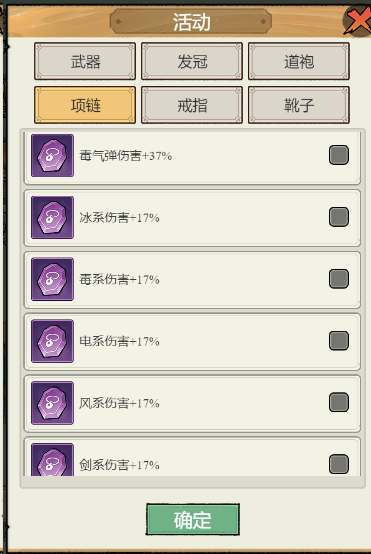 活动
武器 发冠 道袍
项链 戒指 靴子
毒气弹伤害+37%
冰系伤害+17%
毒系伤害+17%
电系伤害+17%
风系伤害+17%
剑系伤害+17%
确定